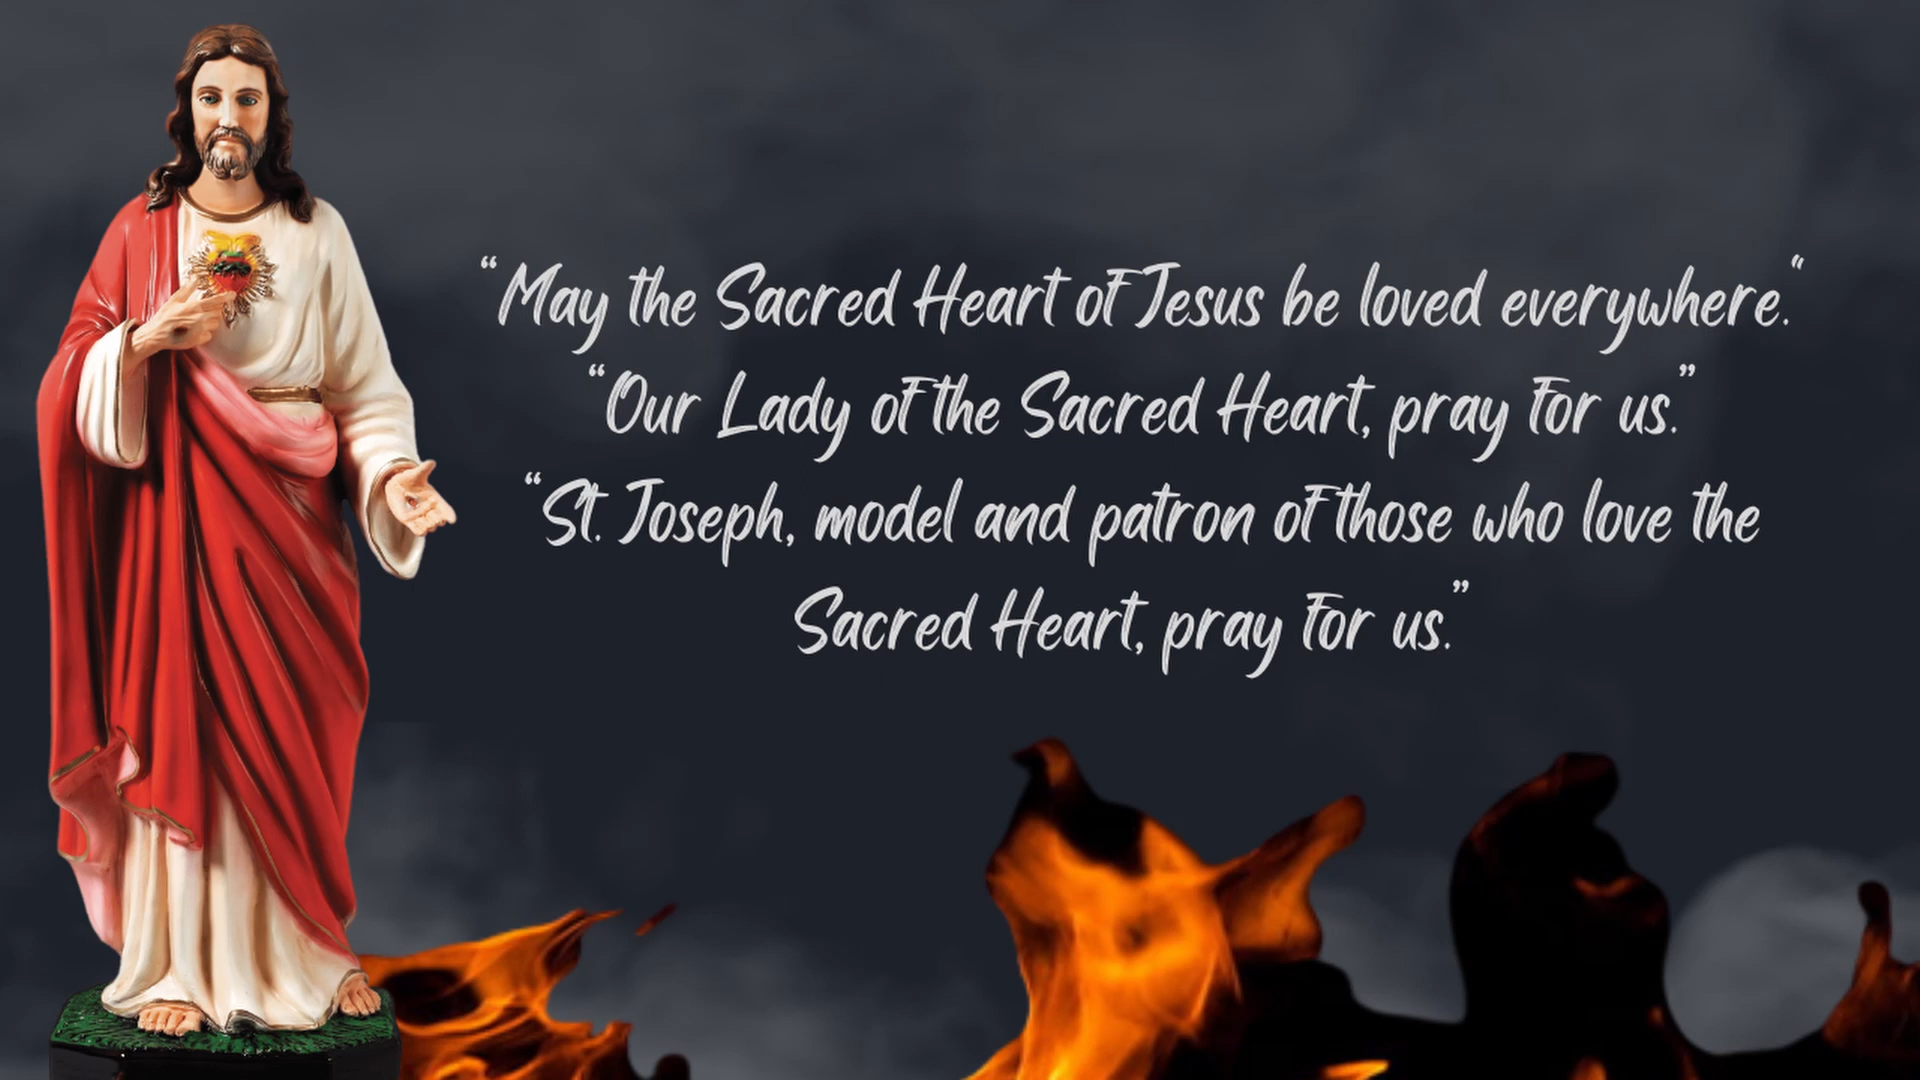 “May the Sacred Heart of Jesus be loved everywhere.“
“Our Lady of the Sacred Heart, pray for us.”
“St. Joseph, model and patron of those who love the
Sacred Heart, pray for us.”